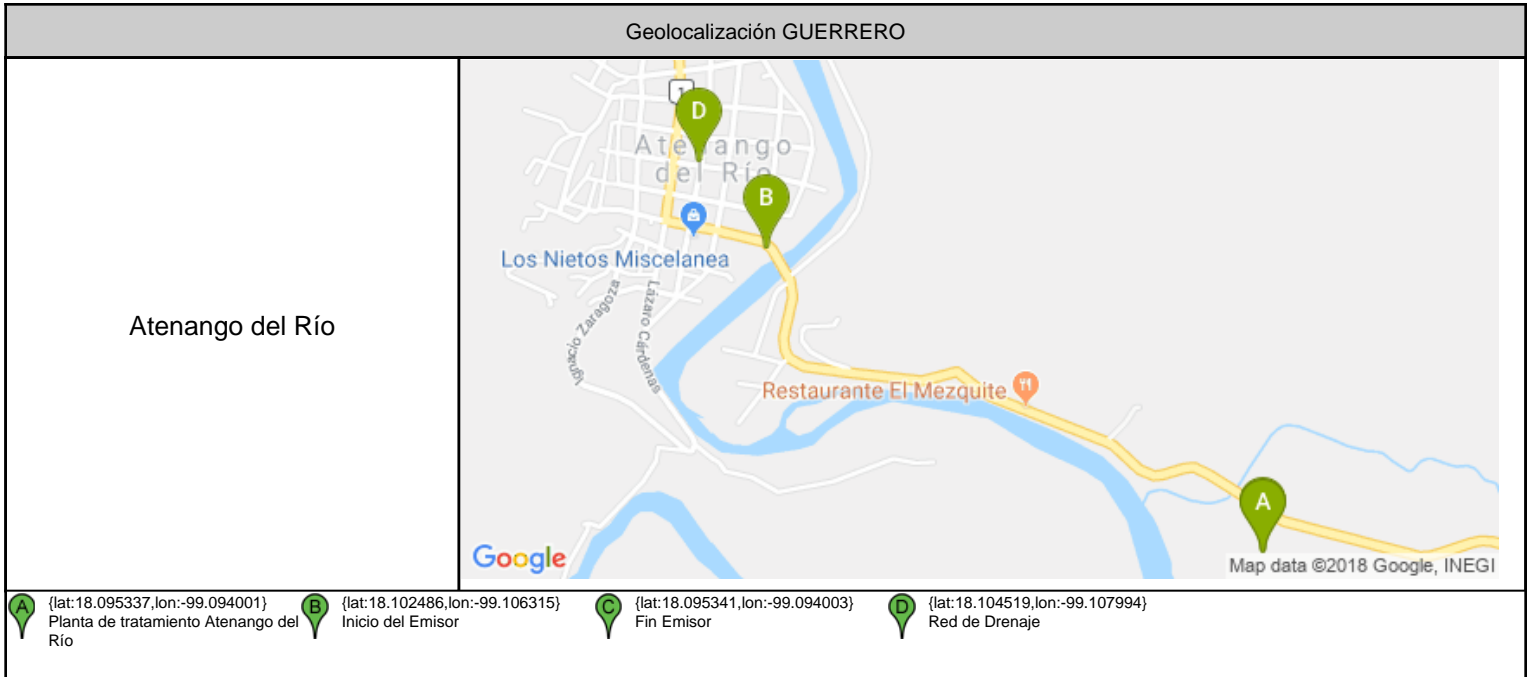 Geolocalización GUERRERO
Atenango del Río
1
D
Atenango
del Río
B
Los Nietos Miscelanea
Ignacio Zaragoza
Lázaro Cárdenas
Restaurante El Mezquite
A
Google
Map data ©2018 Google, INEGI
A {lat:18.095337,lon:-99.094001}
Planta de tratamiento Atenango del
Río
B {lat:18.102486,lon:-99.106315}
Inicio del Emisor
C {lat:18.095341,lon:-99.094003}
Fin Emisor
D {lat:18.104519,lon:-99.107994}
Red de Drenaje